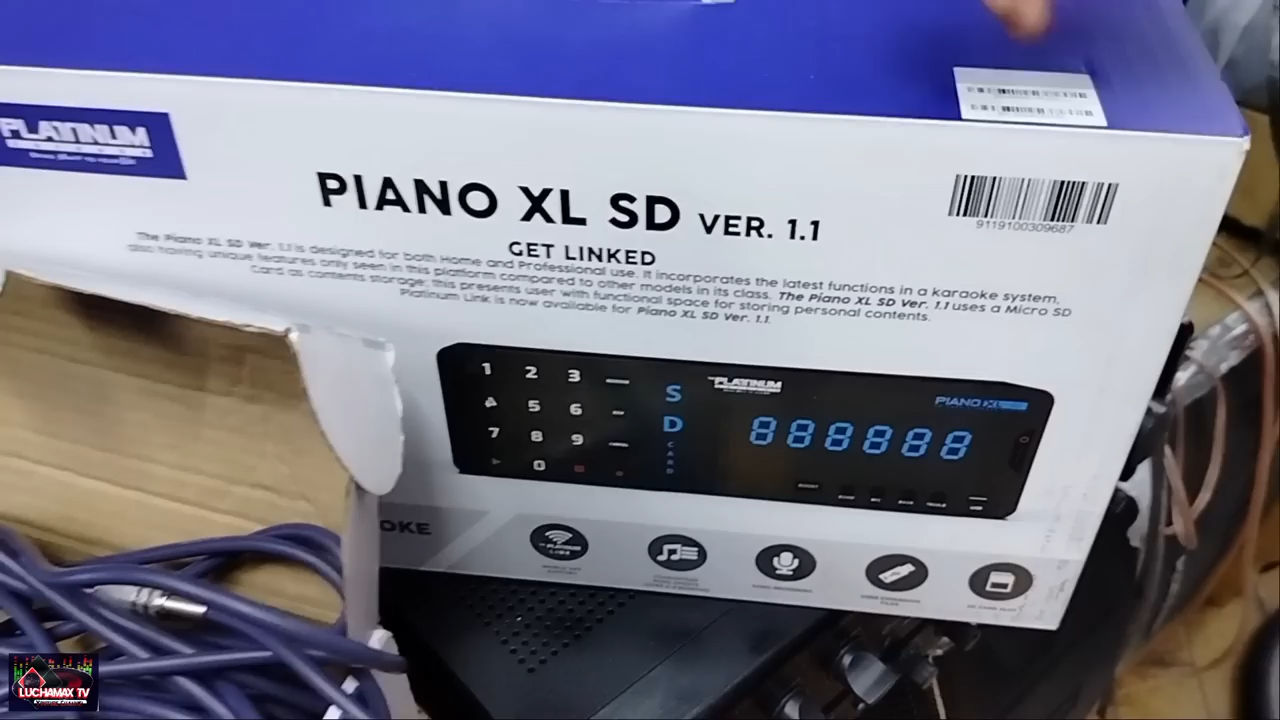 PLATINUM
PIANO XL SD VER. 1.1
9119100309687
GET LINKED
The Piano XL SD Ver. 1.1 is designed for both Home and Professional use. It incorporates the latest functions in a karaoke system,
also having unique features only seen in this platform compared to other models in its class. The Piano XL SD Ver. 1.1 uses a Micro SD
Card as contents storage; this presents user with functional space for storing personal contents.
Platinum Link is now available for Piano XL SD Ver. 1.1.
1 2 3
5 6
7 8 9
0
S
D
CARD
PLATINUM
PIANO XL
888888
OKE
LUCHAMAX TV